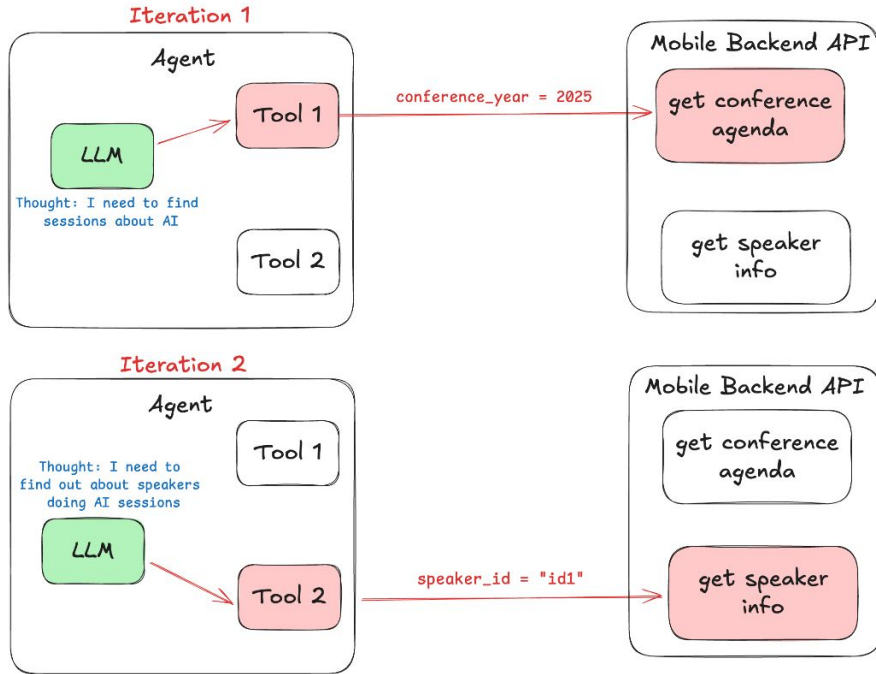 Iteration 1
Agent
Mobile Backend API
Tool 1
conference_year = 2025
get conference
agenda
LLM
Thought: I need to find
sessions about AI
Tool 2
get speaker
info
Iteration 2
Agent
Mobile Backend API
Tool 1
get conference
agenda
Thought: I need to
find out about speakers
doing AI sessions
LLM
Tool 2
speaker_id = "id1"
get speaker
info